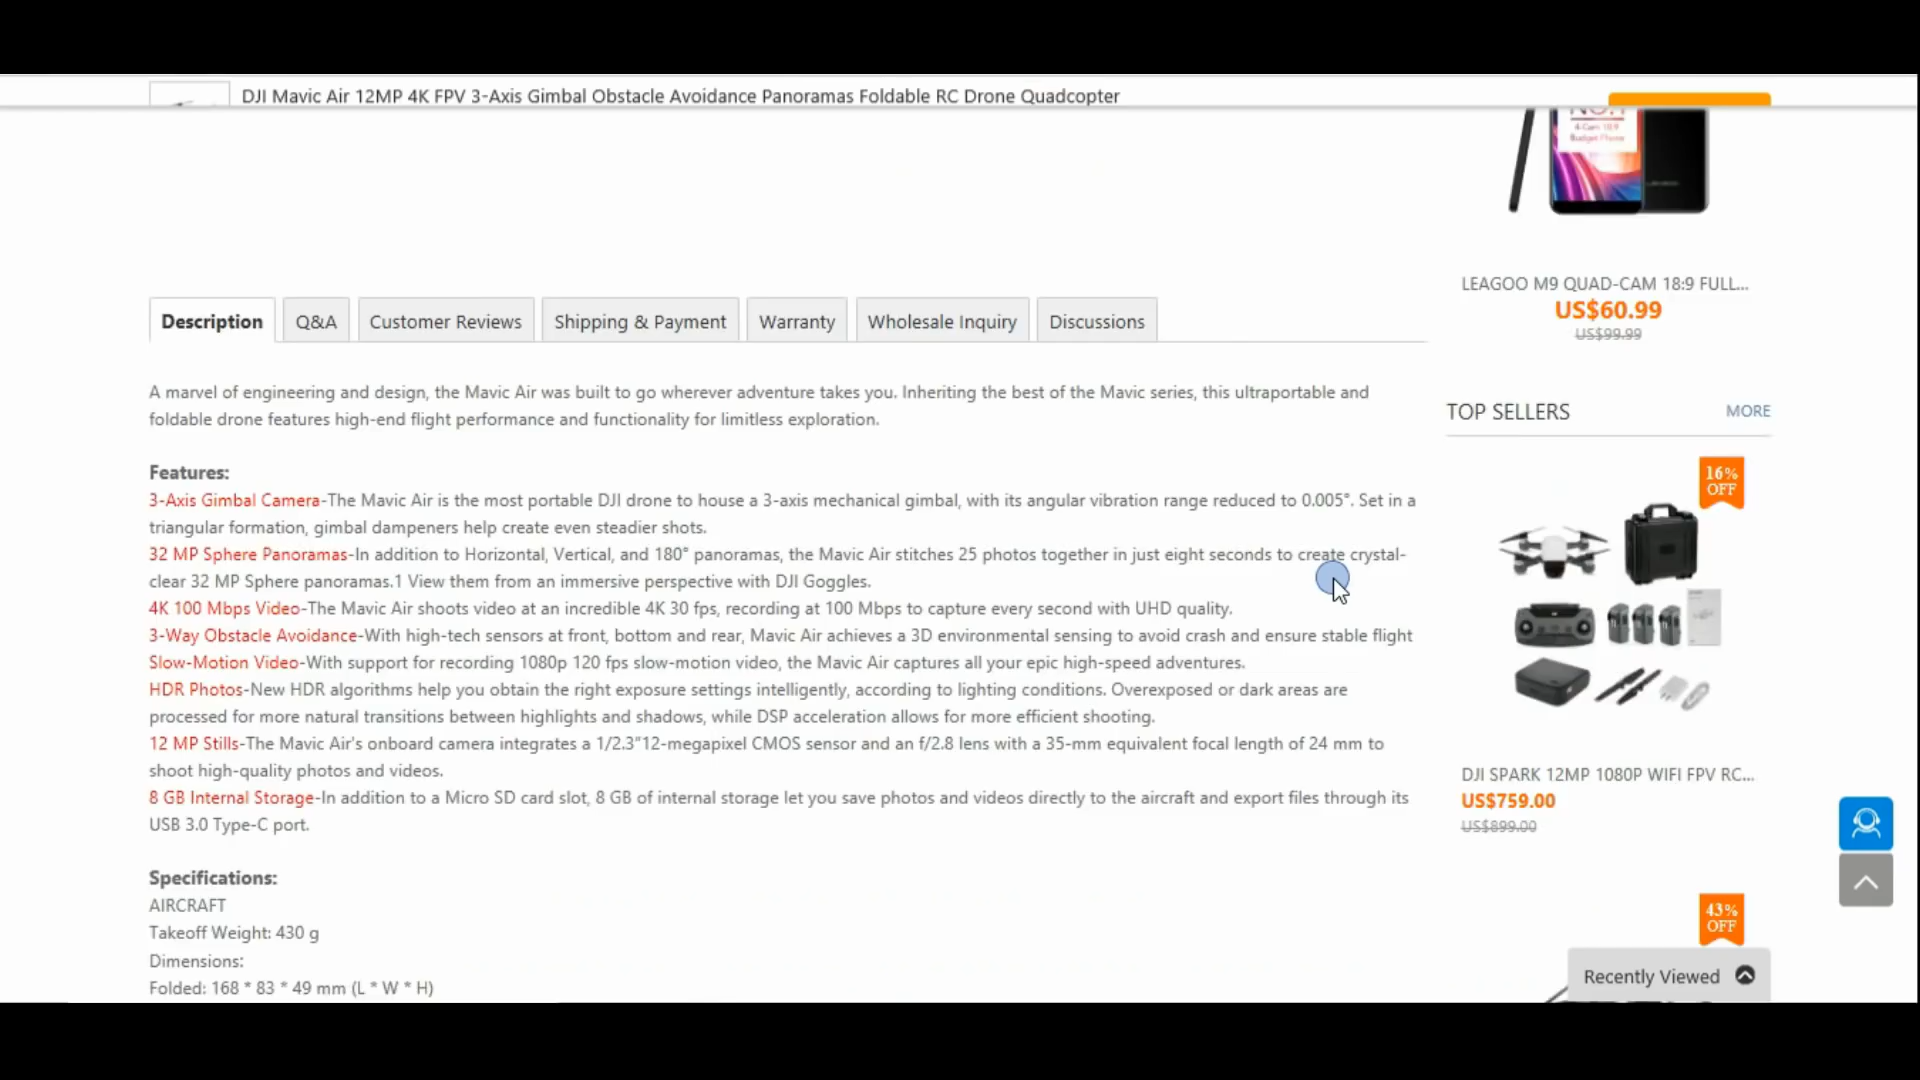 DJI Mavic Air 12MP 4K FPV 3-Axis Gimbal Obstacle Avoidance Panoramas Foldable RC Drone Quadcopter
NO.1
4-Cam 18:9
Budget Phone
LEAGOO M9 QUAD-CAM 18:9 FULL...
US$60.99
US$99.99
Description
Q&A
Customer Reviews
Shipping & Payment
Warranty
Wholesale Inquiry
Discussions
A marvel of engineering and design, the Mavic Air was built to go wherever adventure takes you. Inheriting the best of the Mavic series, this ultraportable and
foldable drone features high-end flight performance and functionality for limitless exploration.
Features:
3-Axis Gimbal Camera-The Mavic Air is the most portable DJI drone to house a 3-axis mechanical gimbal, with its angular vibration range reduced to 0.005°. Set in a
triangular formation, gimbal dampeners help create even steadier shots.
32 MP Sphere Panoramas-In addition to Horizontal, Vertical, and 180° panoramas, the Mavic Air stitches 25 photos together in just eight seconds to create crystal-
clear 32 MP Sphere panoramas.1 View them from an immersive perspective with DJI Goggles.
4K 100 Mbps Video-The Mavic Air shoots video at an incredible 4K 30 fps, recording at 100 Mbps to capture every second with UHD quality.
3-Way Obstacle Avoidance-With high-tech sensors at front, bottom and rear, Mavic Air achieves a 3D environmental sensing to avoid crash and ensure stable flight
Slow-Motion Video-With support for recording 1080p 120 fps slow-motion video, the Mavic Air captures all your epic high-speed adventures.
HDR Photos-New HDR algorithms help you obtain the right exposure settings intelligently, according to lighting conditions. Overexposed or dark areas are
processed for more natural transitions between highlights and shadows, while DSP acceleration allows for more efficient shooting.
12 MP Stills-The Mavic Air's onboard camera integrates a 1/2.3"12-megapixel CMOS sensor and an f/2.8 lens with a 35-mm equivalent focal length of 24 mm to
shoot high-quality photos and videos.
8 GB Internal Storage-In addition to a Micro SD card slot, 8 GB of internal storage let you save photos and videos directly to the aircraft and export files through its
USB 3.0 Type-C port.
Specifications:
AIRCRAFT
Takeoff Weight: 430 g
Dimensions:
Folded: 168 * 83 * 49 mm (L * W * H)
TOP SELLERS
MORE
16%
OFF
DJI SPARK 12MP 1080P WIFI FPV RC...
US$759.00
US$899.00
43%
OFF
Recently Viewed